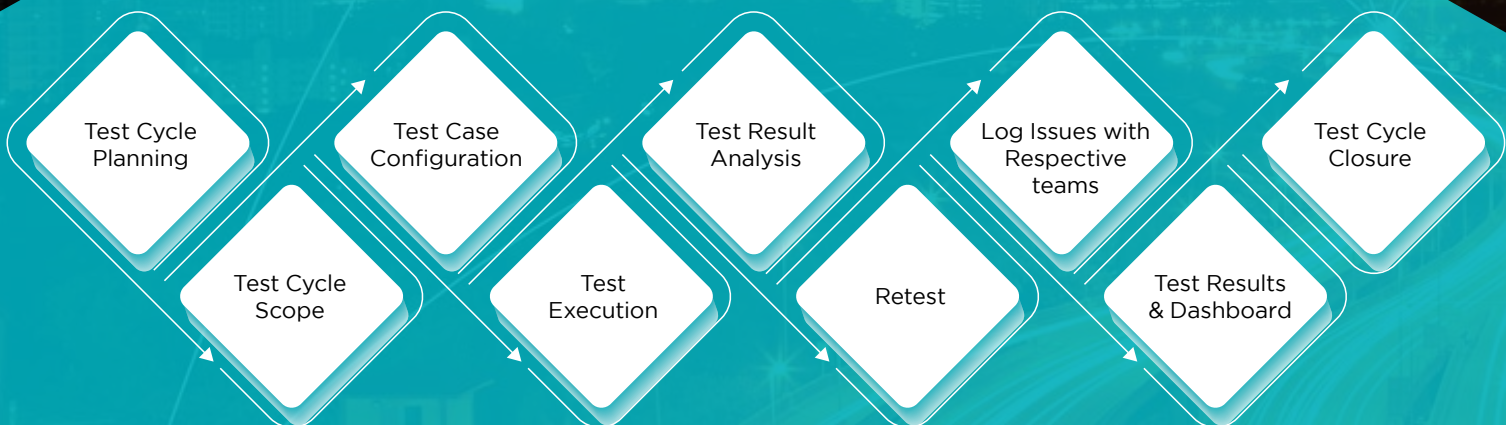 Test Cycle
Planning
Test Cycle
Scope
Test Case
Configuration
Test
Execution
Test Result
Analysis
Retest
Log Issues with
Respective
teams
Test Results
& Dashboard
Test Cycle
Closure